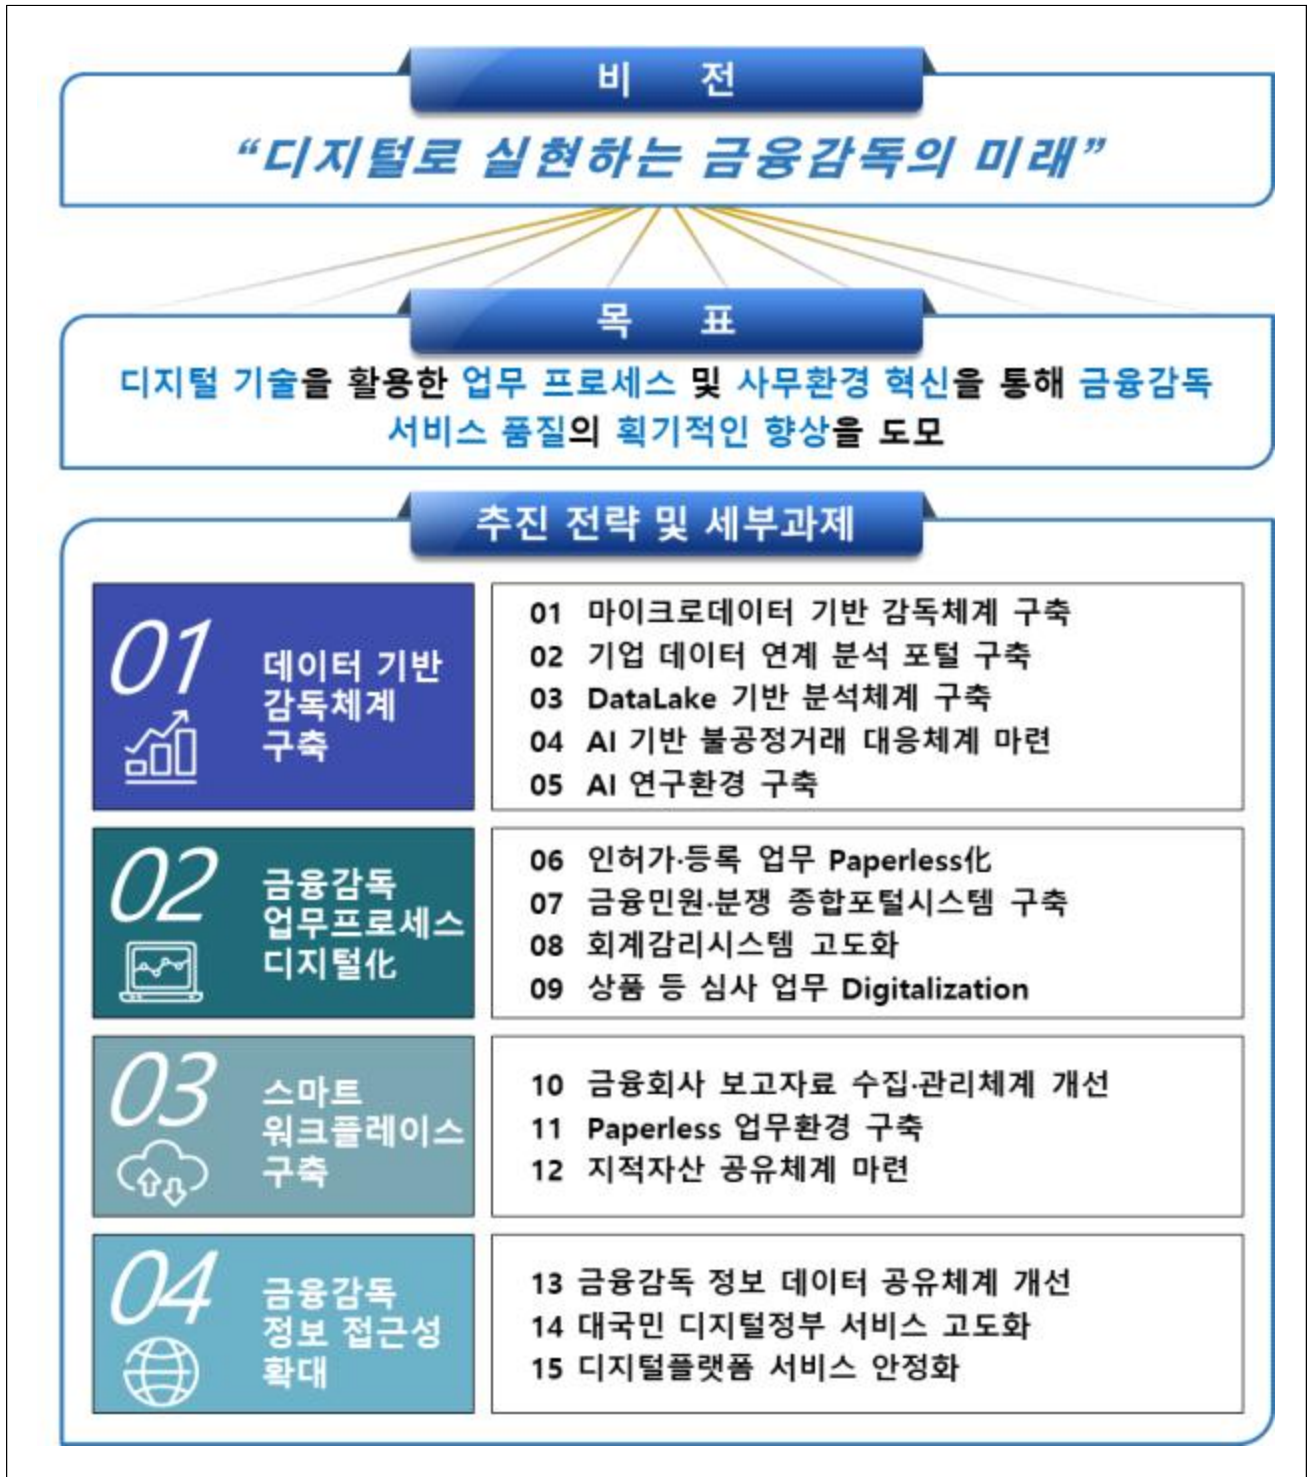 비 전
“디지털로 실현하는 금융감독의 미래”
목 표
디지털 기술을 활용한 업무 프로세스 및 사무환경 혁신을 통해 금융감독
서비스 품질의 획기적인 향상을 도모
추진 전략 및 세부과제
01
데이터 기반
감독체계
구축
01 마이크로데이터 기반 감독체계 구축
02 기업 데이터 연계 분석 포털 구축
03 DataLake 기반 분석체계 구축
04 AI 기반 불공정거래 대응체계 마련
05 AI 연구환경 구축
02
금융감독
업무프로세스
디지털化
06 인허가·등록 업무 Paperless化
07 금융민원·분쟁 종합포털시스템 구축
08 회계감리시스템 고도화
09 상품 등 심사 업무 Digitalization
03
스마트
워크플레이스
구축
10 금융회사 보고자료 수집·관리체계 개선
11 Paperless 업무환경 구축
12 지적자산 공유체계 마련
04
금융감독
정보 접근성
확대
13 금융감독 정보 데이터 공유체계 개선
14 대국민 디지털정부 서비스 고도화
15 디지털플랫폼 서비스 안정화